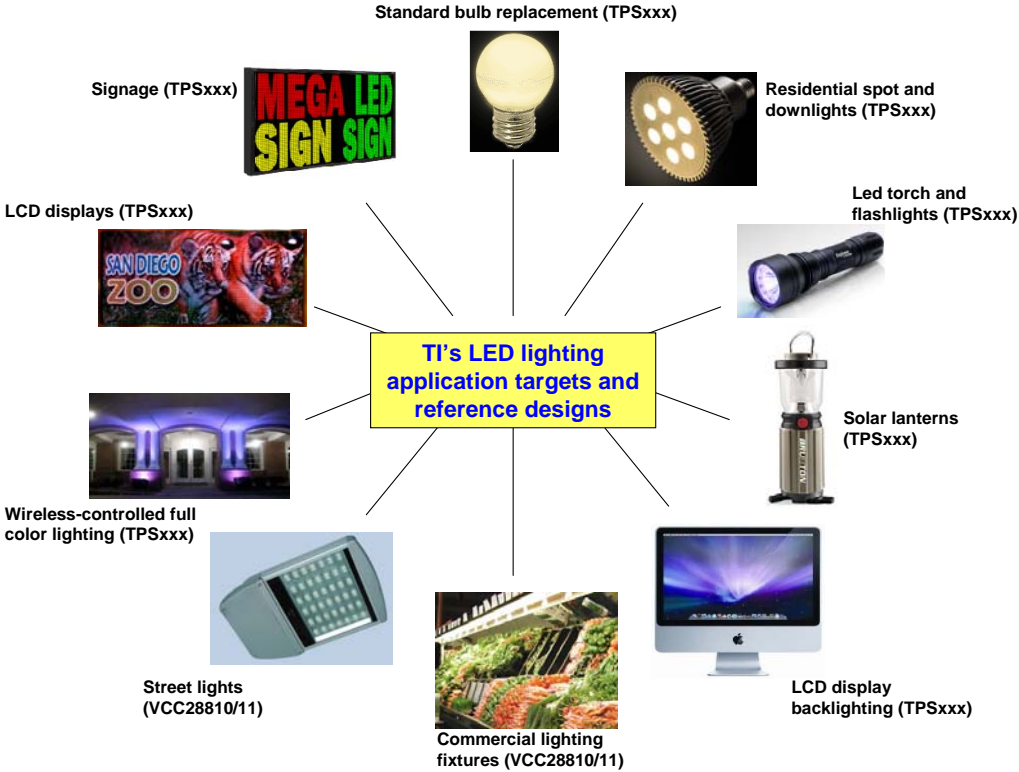 Standard bulb replacement (TPSxxx)
Signage (TPSxxx)
MEGA LED
SIGN SIGN
Residential spot and
downlights (TPSxxx)
LCD displays (TPSxxx)
SAN DIEGO
ZOO
Led torch and
flashlights (TPSxxx)
TI's LED lighting
application targets and
reference designs
Solar lanterns
(TPSxxx)
BRUNTON
Wireless-controlled full
color lighting (TPSxxx)
Street lights
(VCC28810/11)
Commercial lighting
fixtures (VCC28810/11)
LCD display
backlighting (TPSxxx)